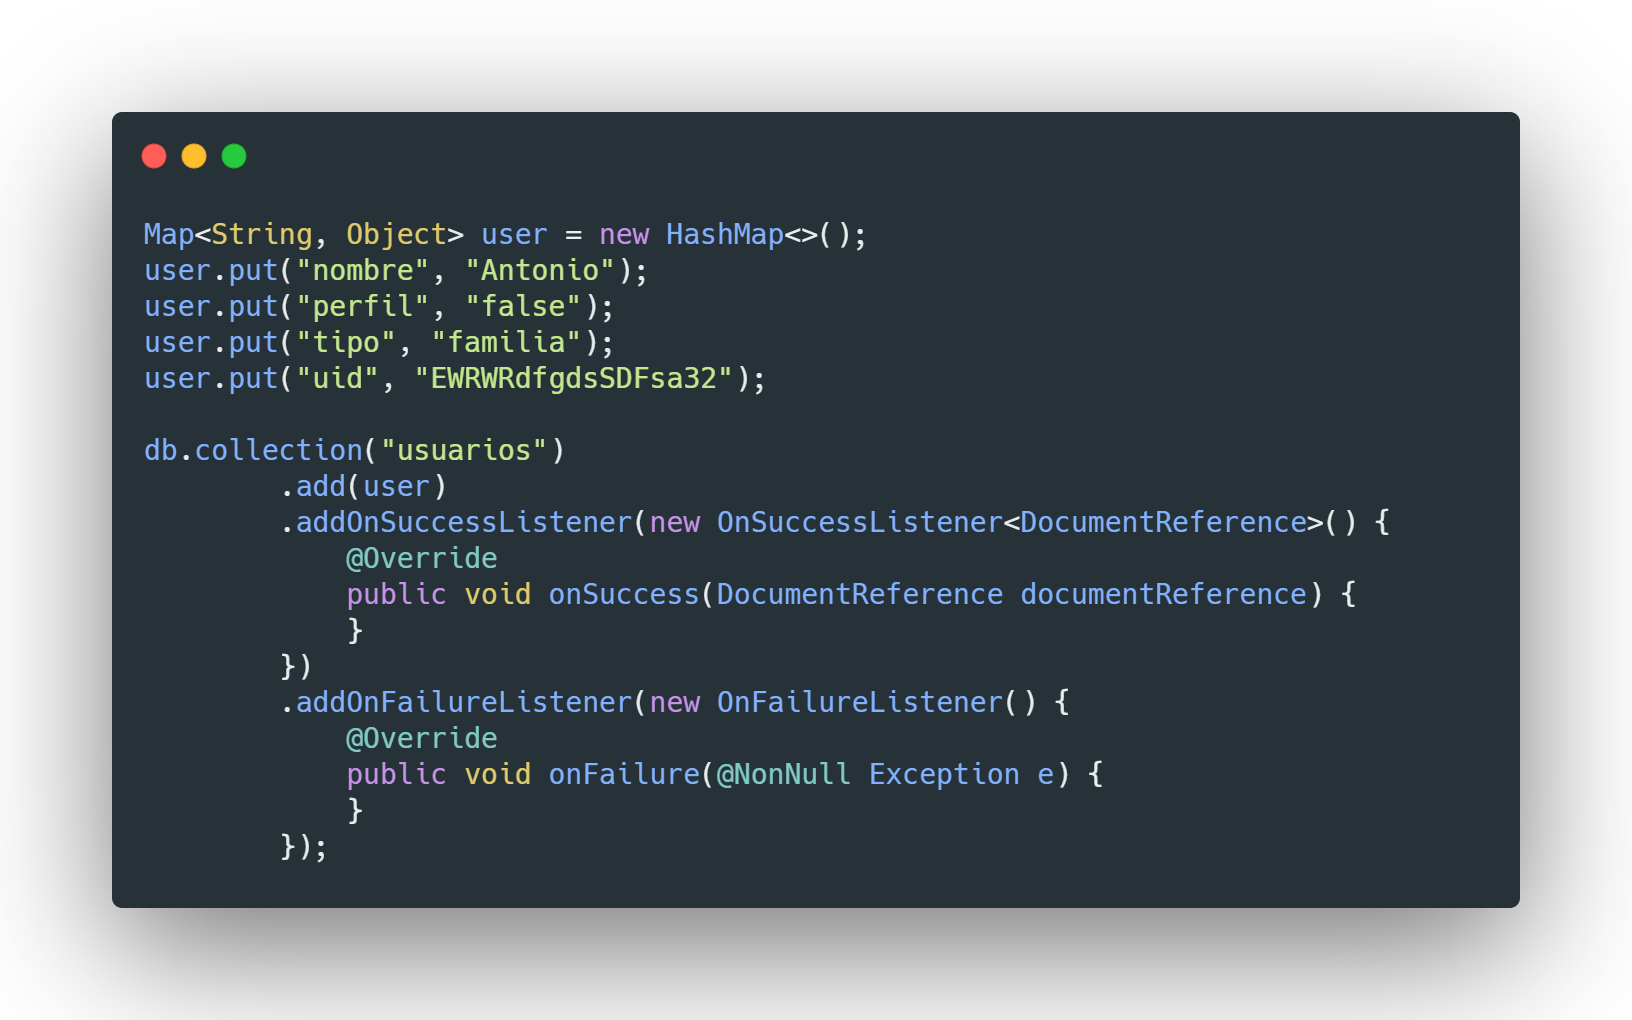 Map<String, Object> user = new HashMap<>();
user.put("nombre", "Antonio");
user.put("perfil", "false");
user.put("tipo", "familia");
user.put("uid", "EWRWRdfgdsSDFsa32");

db.collection("usuarios")
        .add(user)
        .addOnSuccessListener(new OnSuccessListener<DocumentReference>() {
            @Override
            public void onSuccess(DocumentReference documentReference) {
            }
        })
        .addOnFailureListener(new OnFailureListener() {
            @Override
            public void onFailure(@NonNull Exception e) {
            }
        });